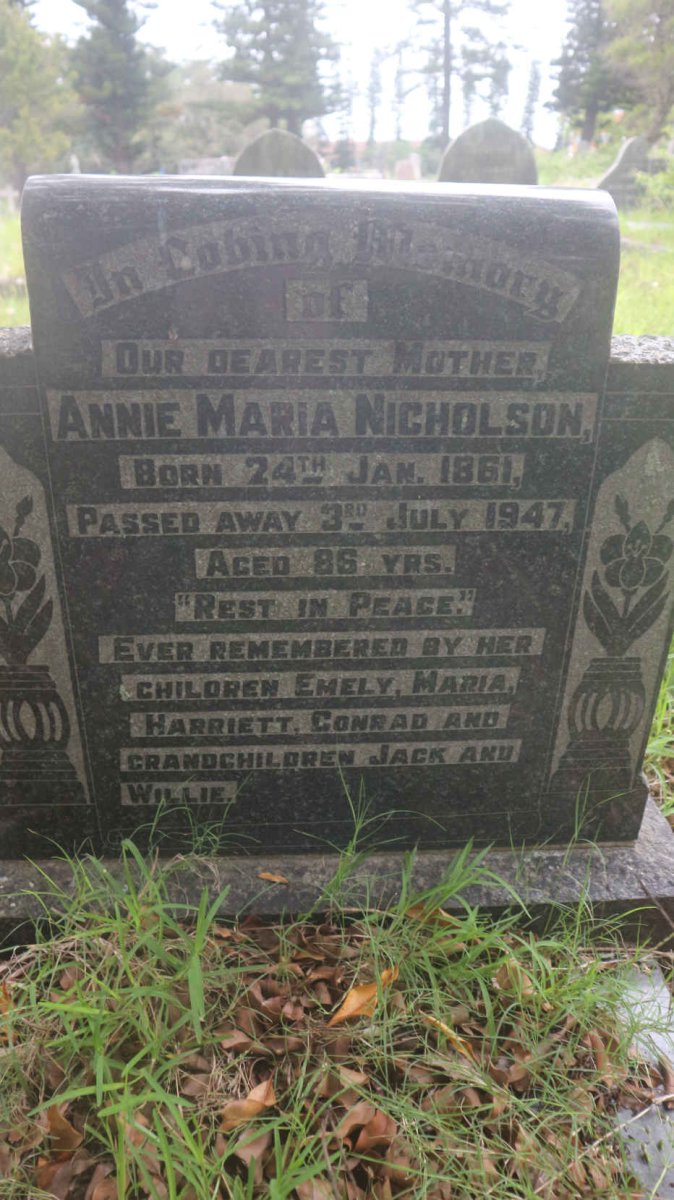 In Loving Memory
of
OUR DEAREST MOTHER,
ANNIE MARIA NICHOLSON,
BORN 24TH JAN. 1861,
PASSED AWAY 3RD JULY 1947,
AGED 86 YRS.
"REST IN PEACE."
EVER REMEMBERED BY HER
CHILDREN EMELY, MARIA,
HARRIETT, CONRAD AND
GRANDCHILDREN JACK AND
WILLIE.